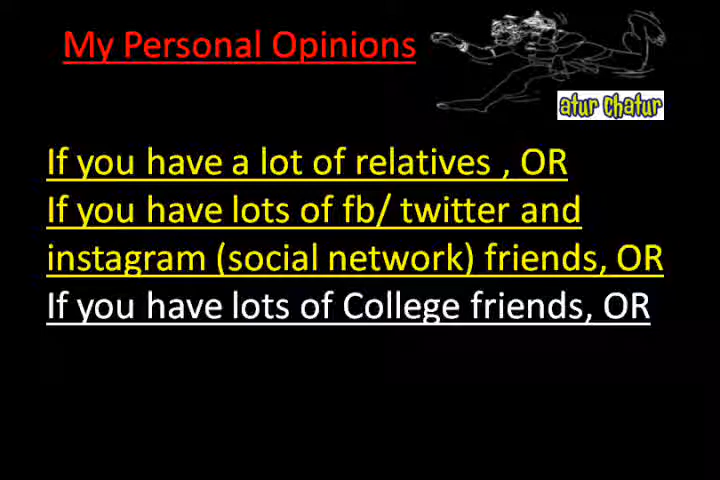 My Personal Opinions
atur chatur
If you have a lot of relatives , OR
If you have lots of fb/ twitter and
instagram (social network) friends, OR
If you have lots of College friends, OR